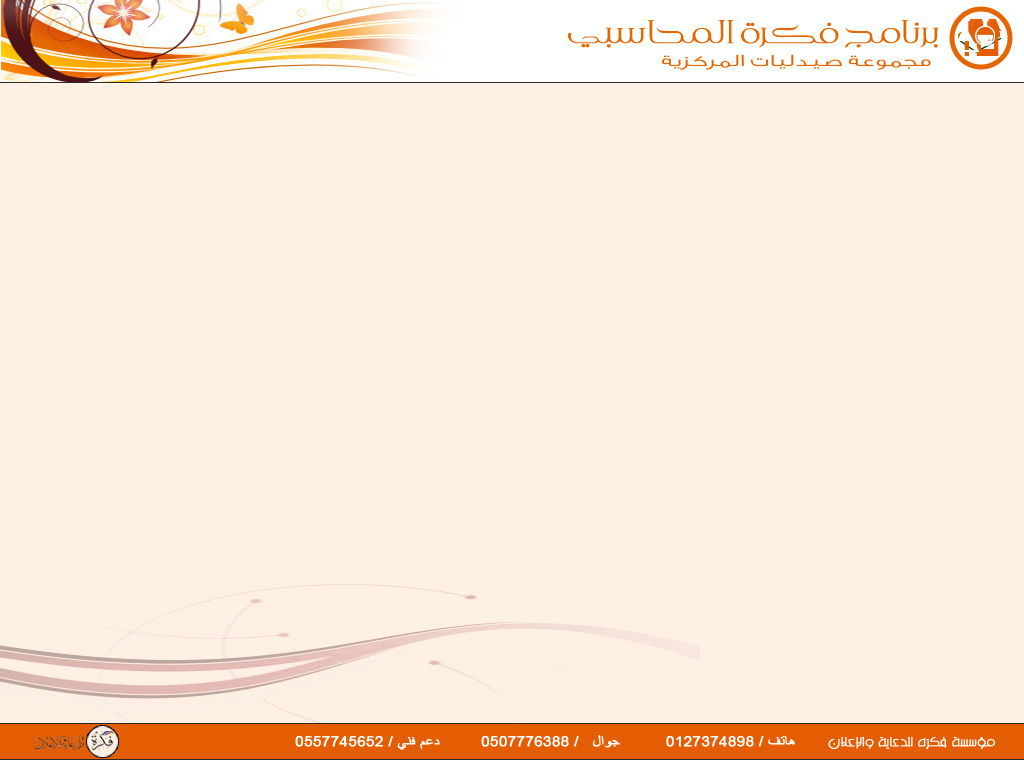 برنامج فكرة المحاسبي
مجموعة صيدليات المركزية
مؤسسة فكره للدعاية والإعلان هاتف / 0127374898 جوال / 0507776388 دعم فني / 0557745652 فكرة للدعاية والإعلان